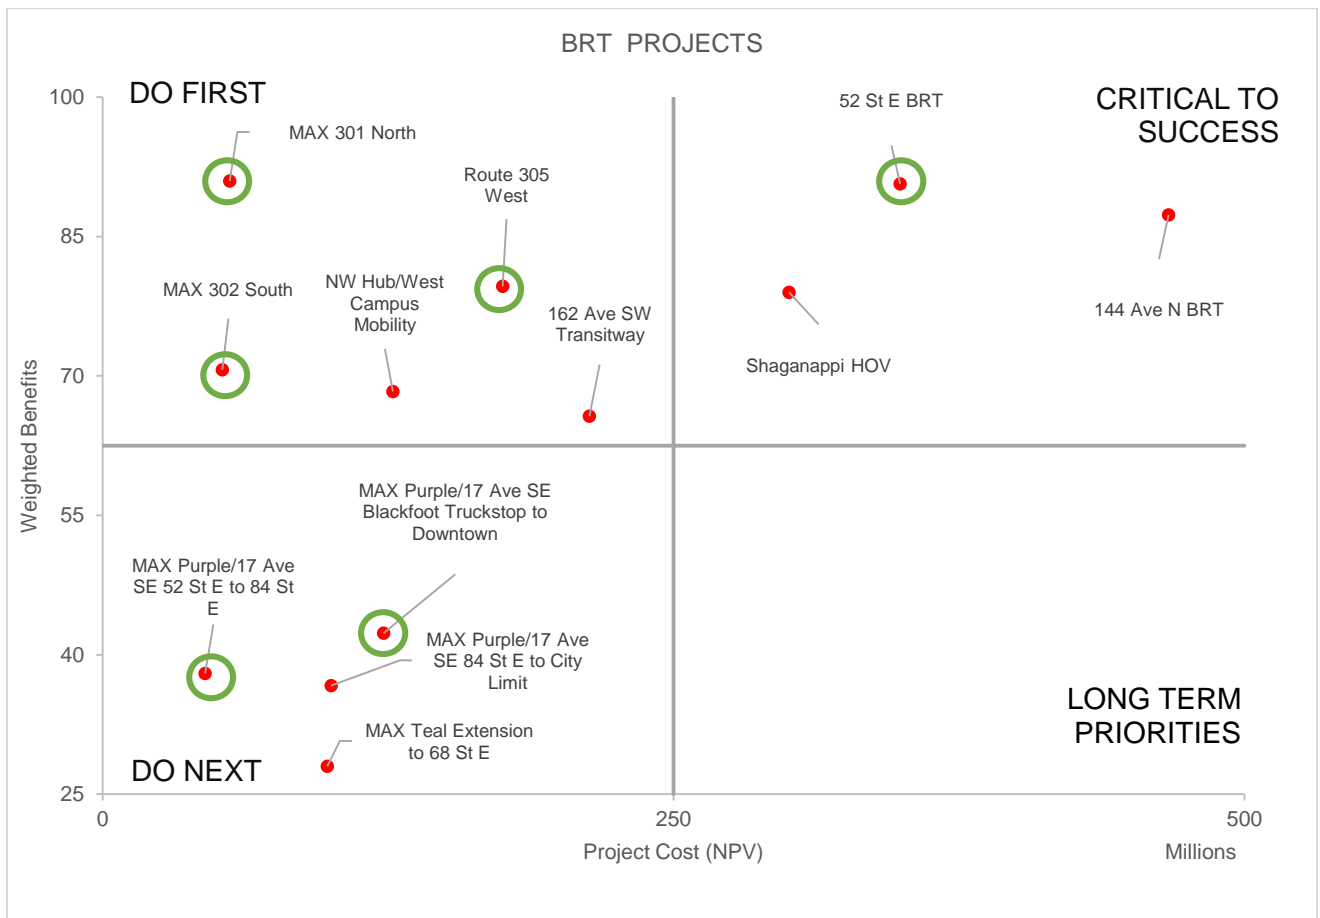 BRT PROJECTS
DO FIRST
CRITICAL TO
SUCCESS
100
85
70
55
40
25
Weighted Benefits
MAX 301 North
52 St E BRT
Route 305
West
MAX 302 South
NW Hub/West
Campus
Mobility
162 Ave SW
Transitway
144 Ave N BRT
Shaganappi HOV
MAX Purple/17 Ave SE
Blackfoot Truckstop to
Downtown
MAX Purple/17 Ave
SE 52 St E to 84 St
E
MAX Purple/17 Ave
SE 84 St E to City
Limit
MAX Teal Extension
to 68 St E
LONG TERM
PRIORITIES
DO NEXT
0
250
500
Project Cost (NPV)
Millions